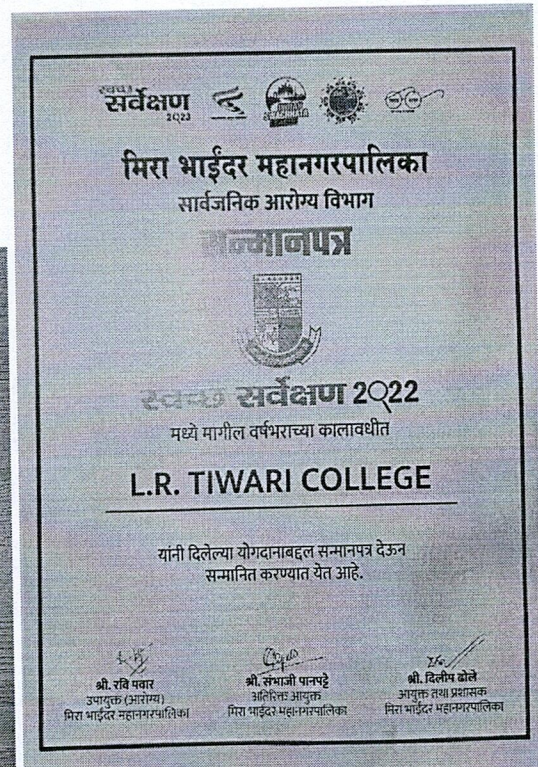 स्वच्छ
सर्वेक्षण
2023
SWACHHATA
मिरा भाईंदर महानगरपालिका
सार्वजनिक आरोग्य विभाग
सन्मानपत्र
स्वच्छ सर्वेक्षण 2022
मध्ये मागील वर्षभराच्या कालावधीत
L.R. TIWARI COLLEGE
यांनी दिलेल्या योगदानाबद्दल सन्मानपत्र देऊन
सन्मानित करण्यात येत आहे.
श्री. रवि पवार
उपायुक्त (आरोग्य)
मिरा भाईंदर महानगरपालिका
श्री. संभाजी पानपट्टे
अतिरिक्त आयुक्त
मिरा भाईंदर महानगरपालिका
श्री. दिलीप ढोले
आयुक्त तथा प्रशासक
मिरा भाईंदर महानगरपालिका